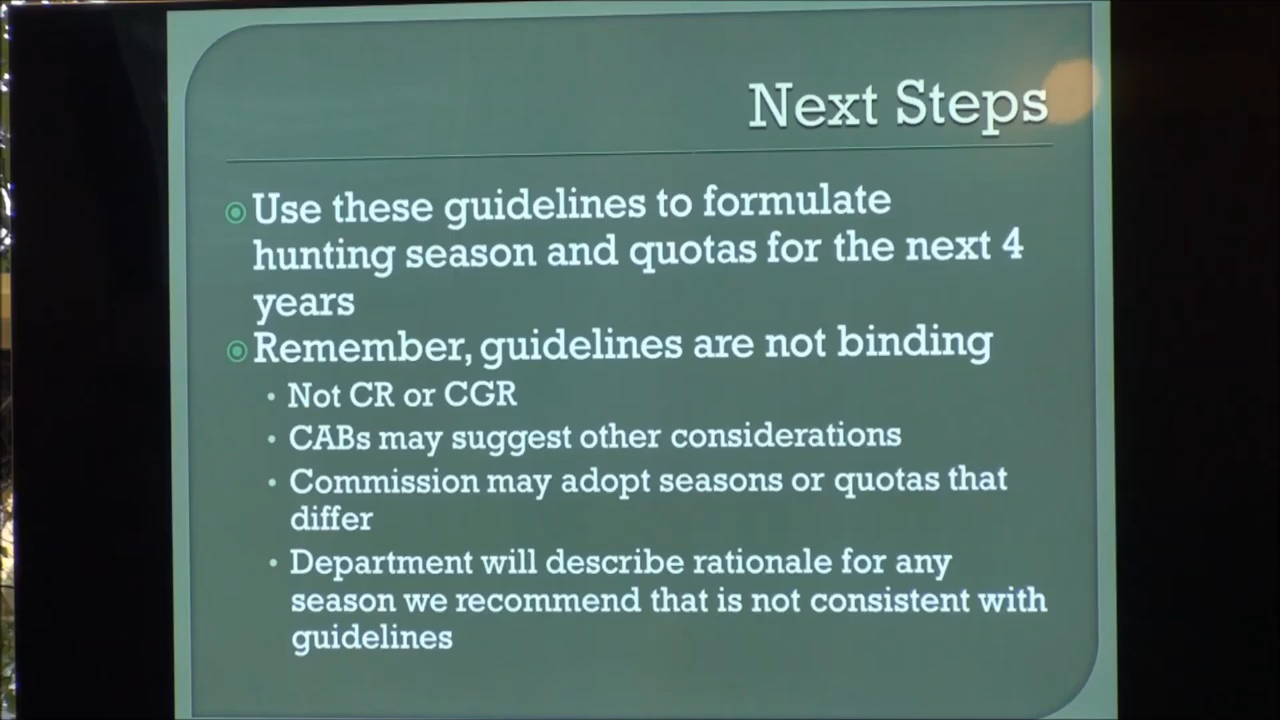 Next Steps
Use these guidelines to formulate
hunting season and quotas for the next 4
years
Remember, guidelines are not binding
Not CR or CGR
CABs may suggest other considerations
Commission may adopt seasons or quotas that
differ
Department will describe rationale for any
season we recommend that is not consistent with
guidelines